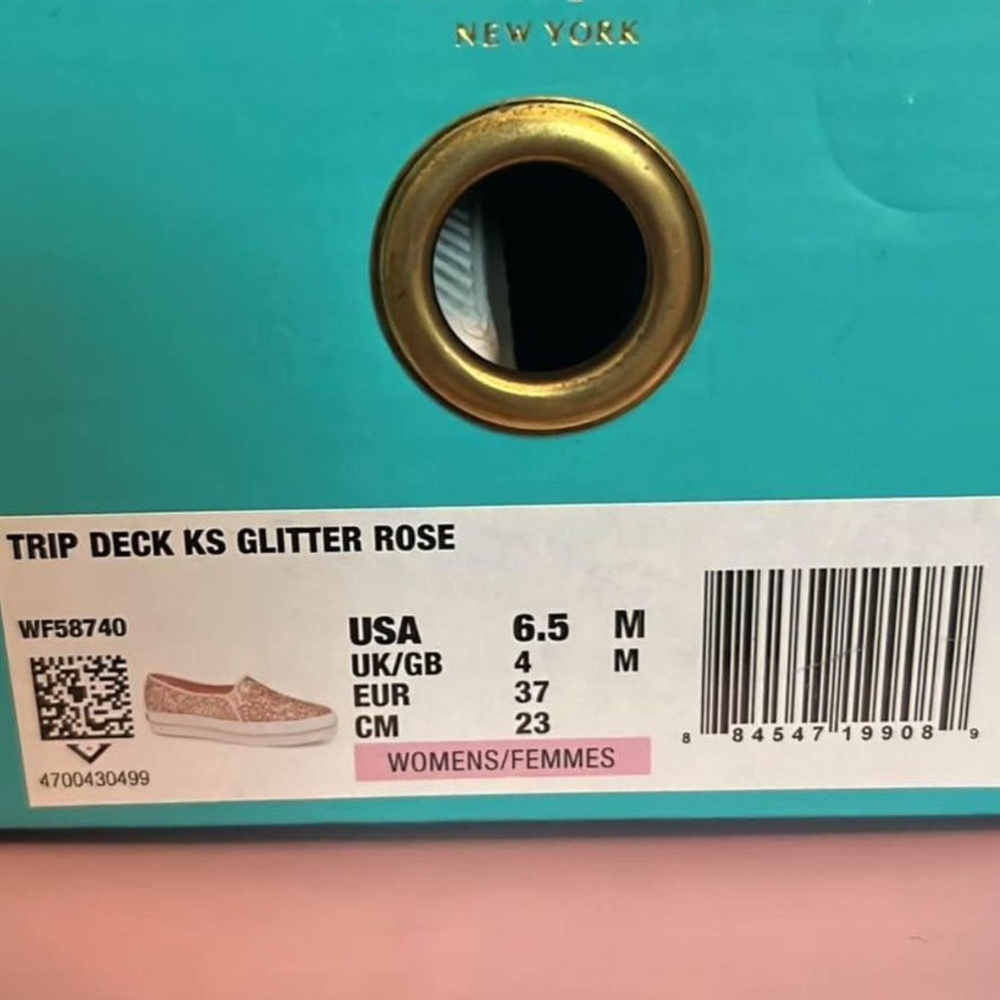 NEW YORK
TRIP DECK KS GLITTER ROSE
WF58740
4700430499
USA 6.5 M
UK/GB 4 M
EUR 37
CM 23
WOMENS/FEMMES
8 84547 19908 9